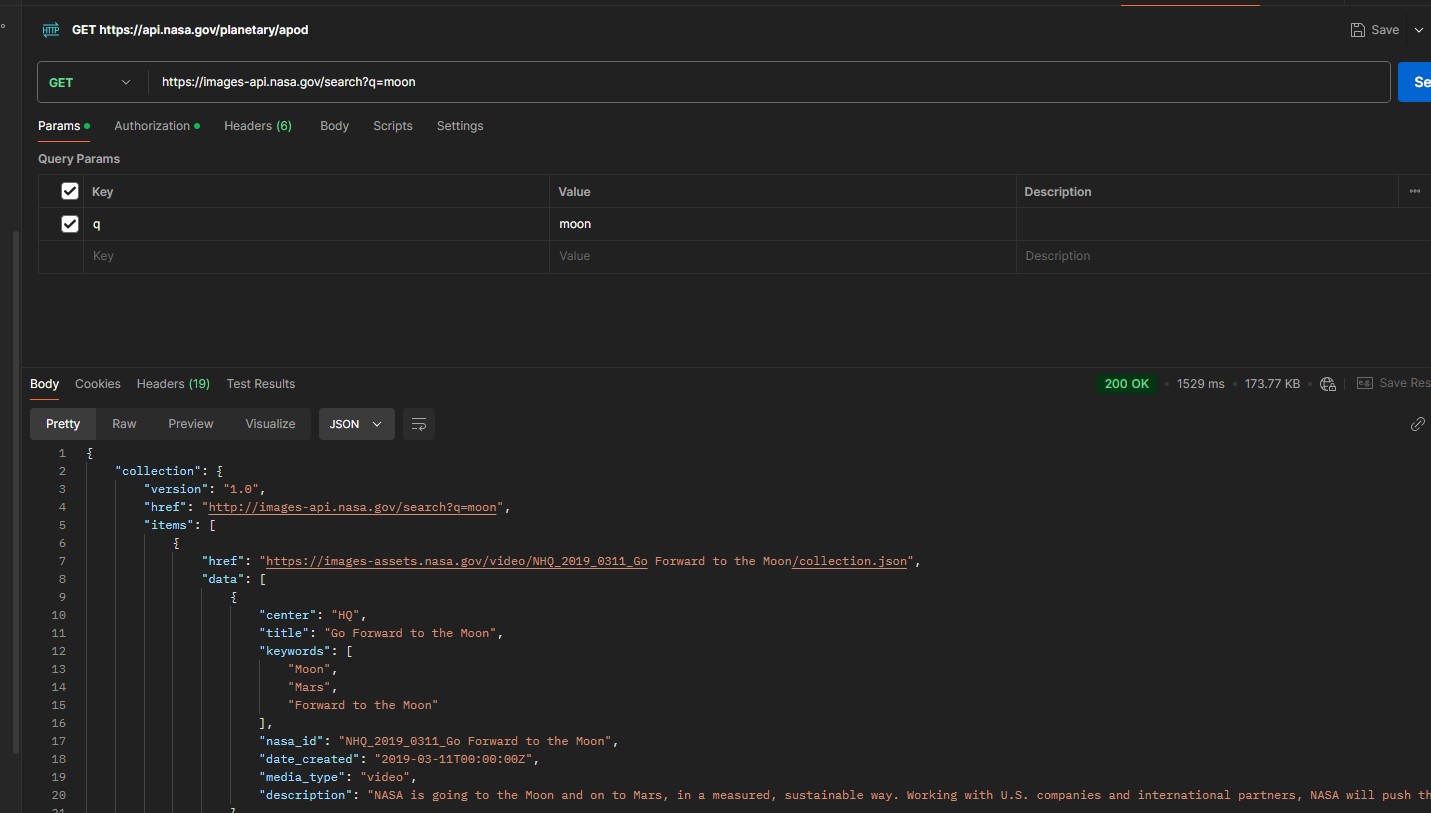 HTTP GET https://api.nasa.gov/planetary/apod Save
GET https://images-api.nasa.gov/search?q=moon Se
Params Authorization Headers (6) Body Scripts Settings
Query Params
Key Value Description
q moon
Key Value Description
Body Cookies Headers (19) Test Results 200 OK 1529 ms 173.77 KB e.g. Save Res
Pretty Raw Preview Visualize JSON
1 {
2 "collection": {
3 "version": "1.0",
4 "href": "http://images-api.nasa.gov/search?q=moon",
5 "items": [
6 {
7 "href": "https://images-assets.nasa.gov/video/NHQ_2019_0311_Go Forward to the Moon/collection.json",
8 "data": [
9 {
10 "center": "HQ",
11 "title": "Go Forward to the Moon",
12 "keywords": [
13 "Moon",
14 "Mars",
15 "Forward to the Moon"
16 ],
17 "nasa_id": "NHQ_2019_0311_Go Forward to the Moon",
18 "date_created": "2019-03-11T00:00:00Z",
19 "media_type": "video",
20 "description": "NASA is going to the Moon and on to Mars, in a measured, sustainable way. Working with U.S. companies and international partners, NASA will push th
21 }